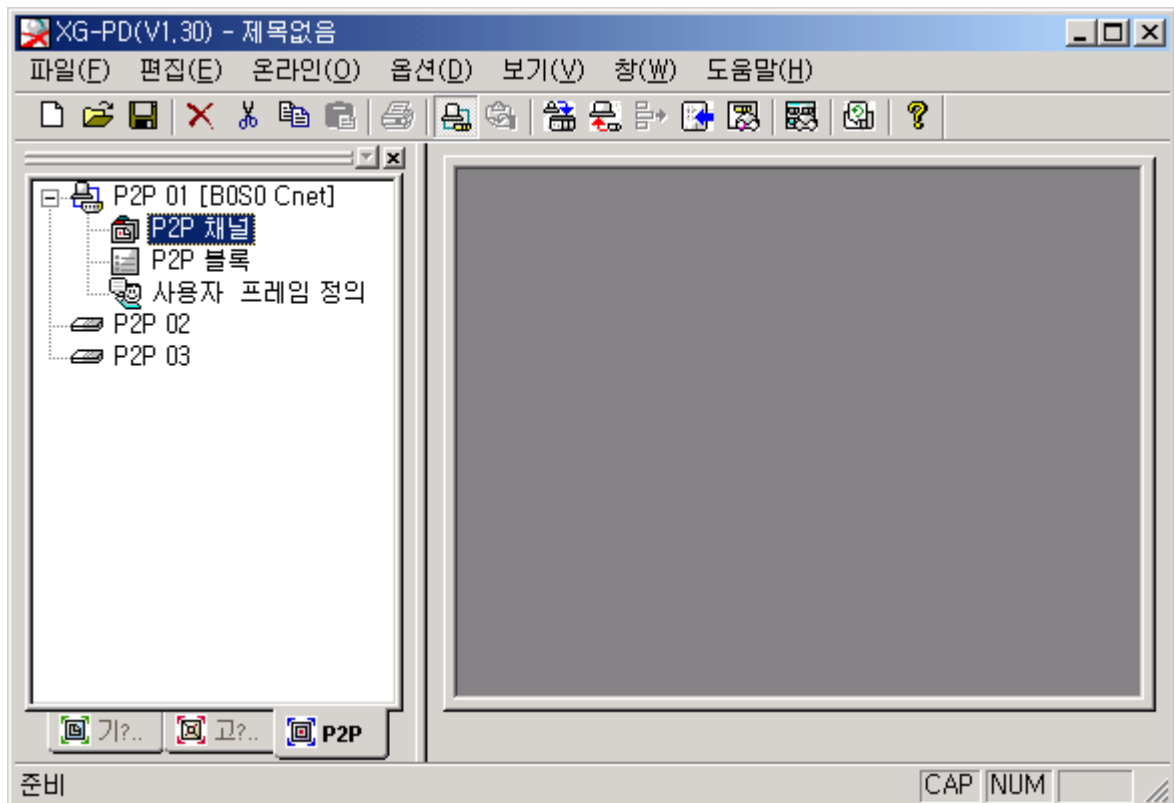 XG-PD(V1,30) - 제목없음
파일(F) 편집(E) 온라인(O) 옵션(D) 보기(V) 창(W) 도움말(H)
P2P 01 [B0S0 Cnet]
P2P 채널
P2P 블록
사용자 프레임 정의
P2P 02
P2P 03
기?.. 고?.. P2P
준비 CAP NUM